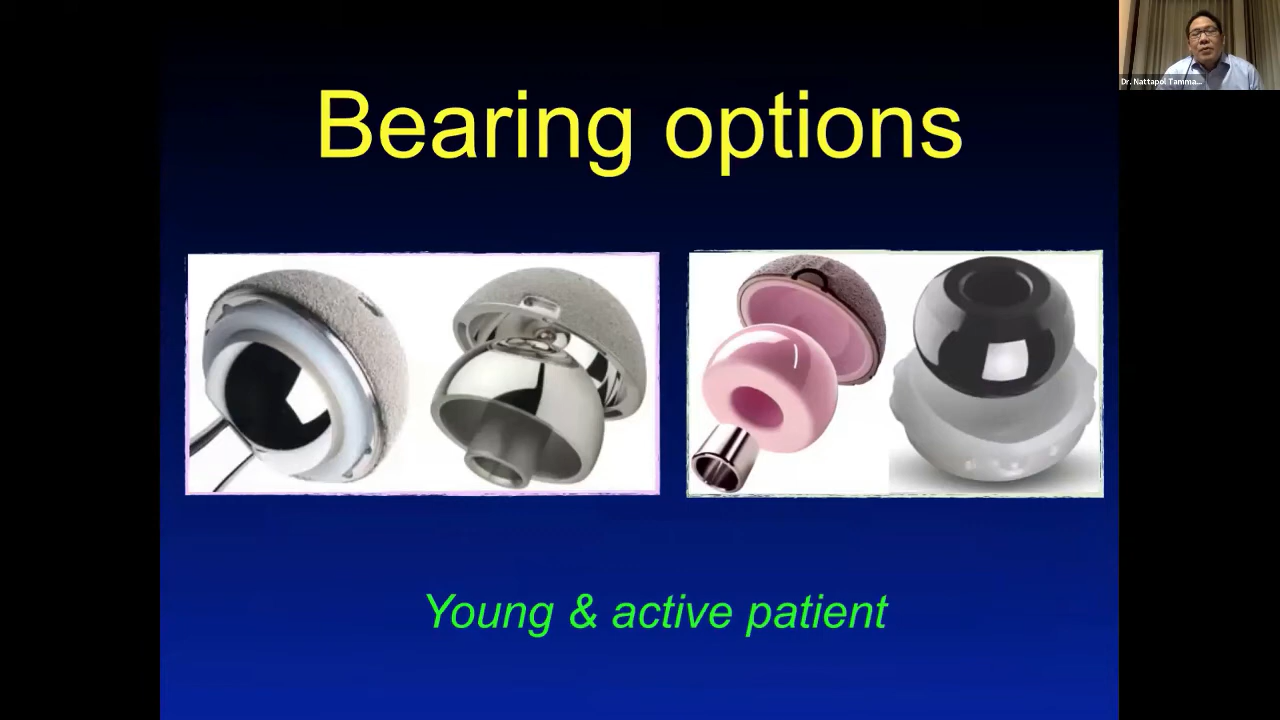 Bearing options
Dr. Nattapol Tamma...
Young & active patient